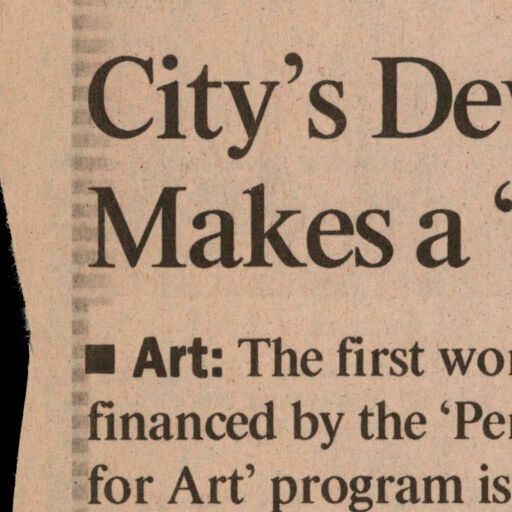 City's De
Makes a ‘
■ Art: The first wo
financed by the ‘Pe
for Art’ program is